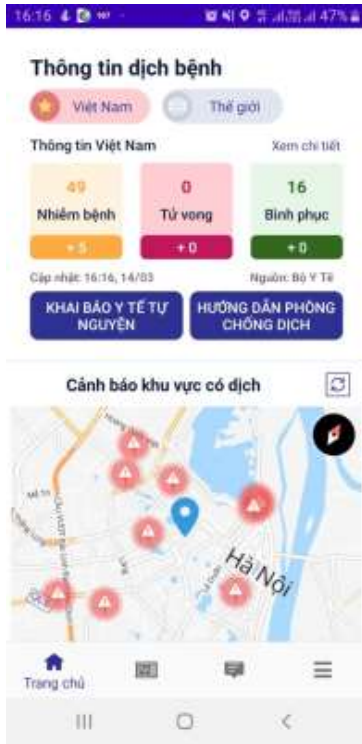 16:16
47%
Thông tin dịch bệnh
Việt Nam
Thế giới
Thông tin Việt Nam
Xem chi tiết
49
0
16
Nhiễm bệnh
Tử vong
Bình phục
+ 5
+ 0
+ 0
Cập nhật: 16:16, 14/03
Nguồn: Bộ Y Tế
KHAI BÁO Y TẾ TỰ
NGUYỆN
HƯỚNG DẪN PHÒNG
CHỐNG DỊCH
Cảnh báo khu vực có dịch
Hà Nội
Trang chủ